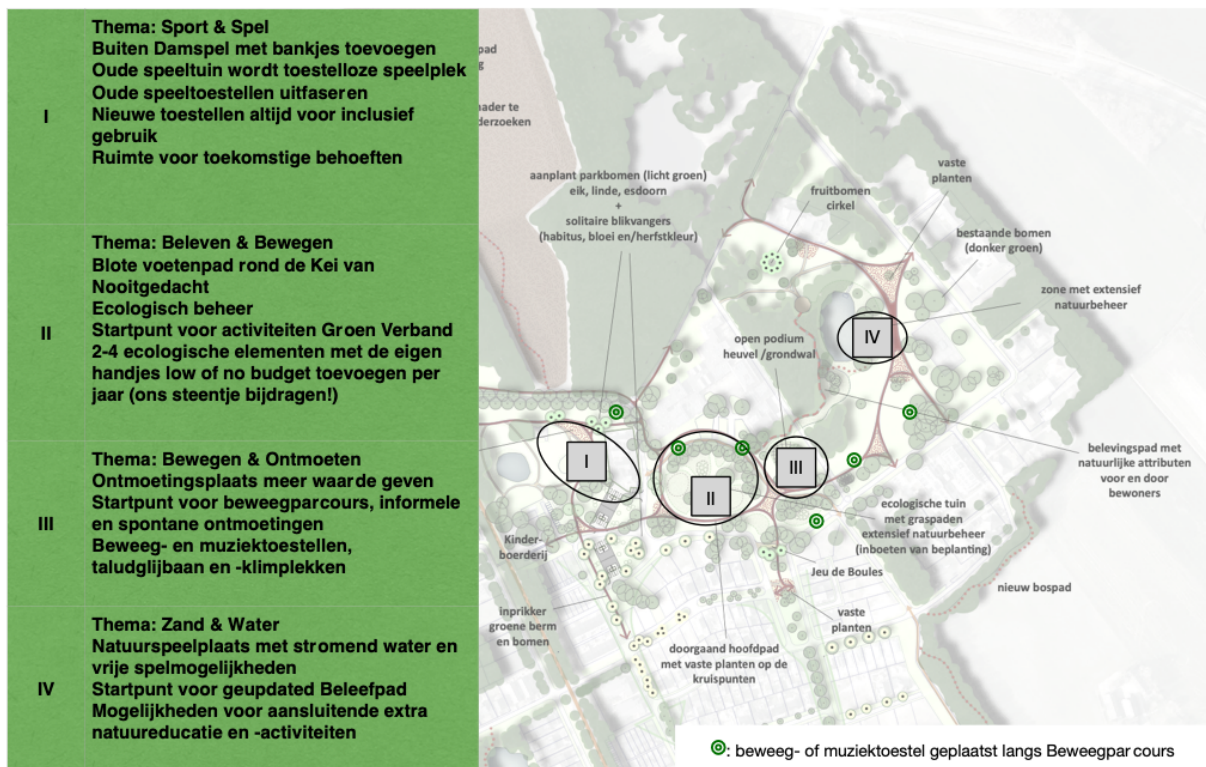 I
Thema: Sport & Spel
Buiten Damspel met bankjes toevoegen
Oude speeltuin wordt toestelloze speelplek
Oude speeltoestellen uitfaseren
Nieuwe toestellen altijd voor inclusief
gebruik
Ruimte voor toekomstige behoeften
II
Thema: Beleven & Bewegen
Blote voetenpad rond de Kei van
Nooitgedacht
Ecologisch beheer
Startpunt voor activiteiten Groen Verband
2-4 ecologische elementen met de eigen
handjes low of no budget toevoegen per
jaar (ons steentje bijdragen!)
III
Thema: Bewegen & Ontmoeten
Ontmoetingsplaats meer waarde geven
Startpunt voor beweegparcours, informele
en spontane ontmoetingen
Beweeg- en muziektoestellen,
taludglijbaan en -klimplekken
IV
Thema: Zand & Water
Natuurspeelplaats met stromend water en
vrije spelmogelijkheden
Startpunt voor geupdated Beleefpad
Mogelijkheden voor aansluitende extra
natuureducatie en -activiteiten
pad
g
nader te
derzoeken
aanplant parkbomen (licht groen)
eik, linde, esdoorn
+
solitaire blikvangers
(habitus, bloei en/herfstkleur)
fruitbomen
cirkel
vaste
planten
bestaande bomen
(donker groen)
zone met extensief
natuurbeheer
open podium
heuvel /grondwal
IV
I
II
III
belevingspad met
natuurlijke attributen
voor en door
bewoners
ecologische tuin
met graspaden
extensief natuurbeheer
(inboeten van beplanting)
Kinder-
boerderij
Jeu de Boules
nieuw bospad
inprikker
groene berm
en bomen
vaste
planten
doorgaand hoofdpad
met vaste planten op de
kruispunten
: beweeg- of muziektoestel geplaatst langs Beweegparcours